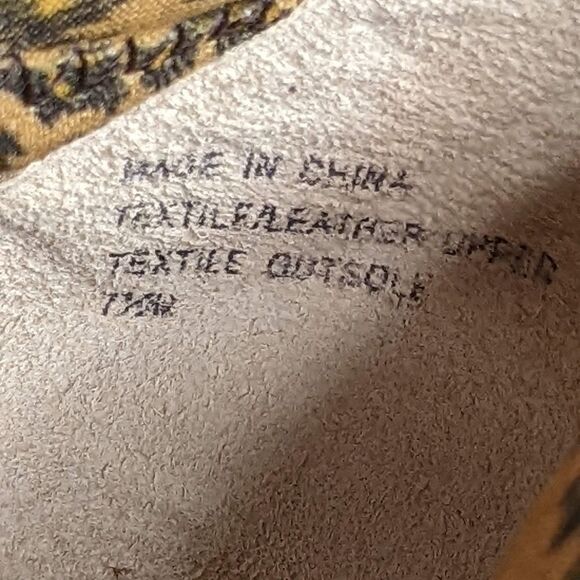 MADE IN CHINA
TEXTILE/LEATHER UPPER
TEXTILE OUTSOLE